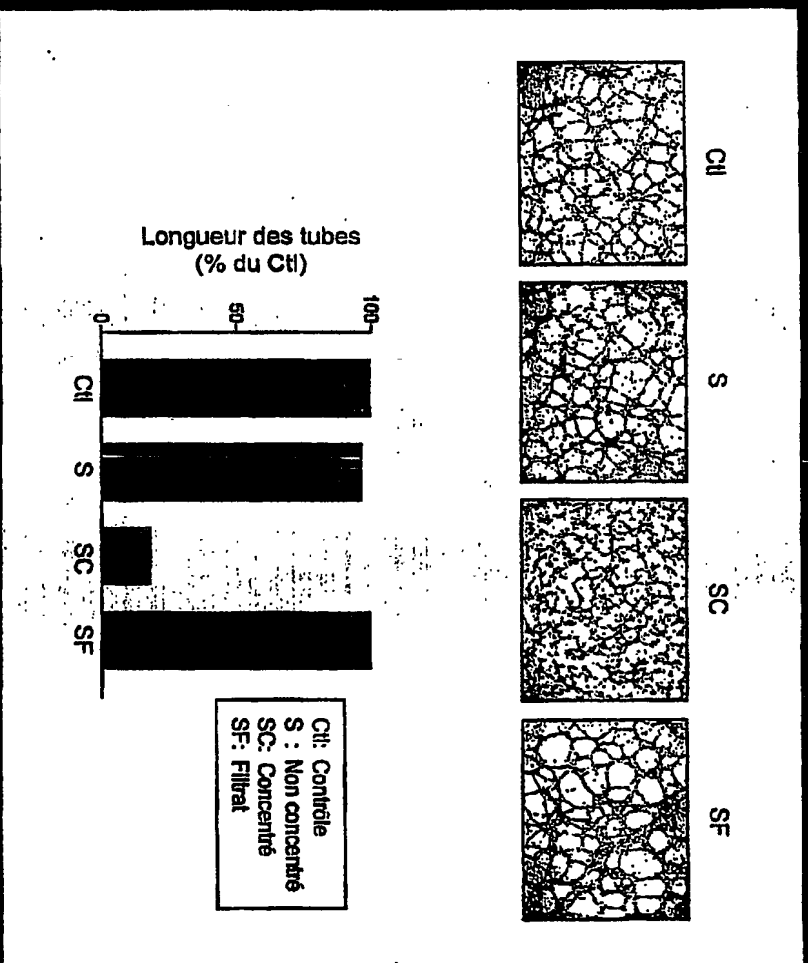 Ctl
S
SC
SF
Longueur des tubes
(% du Ctl)
100
50
0
Ctl
S
SC
SF
Ctl: Contrôle
S : Non concentré
SC: Concentré
SF: Filtrat